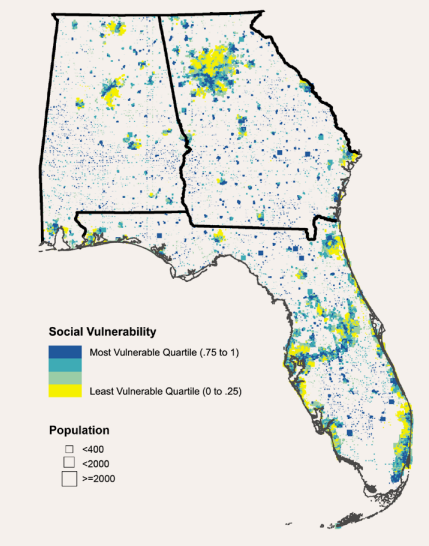 Social Vulnerability
Most Vulnerable Quartile (.75 to 1)
Least Vulnerable Quartile (0 to .25)
Population
<400
<2000
>=2000